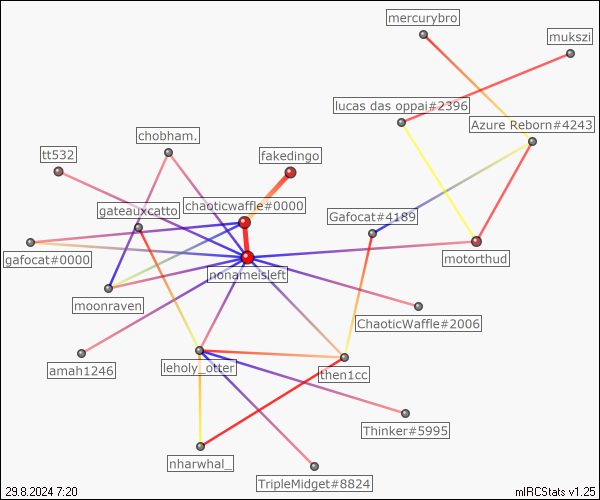 mercurybro
mukszi
lucas das oppai#2396
Azure Reborn#4243
chobham.
tt532
fakedingo
chaoticwaffle#0000
gateauxcatto
Gafocat#4189
gafocat#0000
motorthud
nonameisleft
moonraven
ChaoticWaffle#2006
amah1246
leholy_otter
then1cc
Thinker#5995
nharwhal_
TripleMidget#8824
29.8.2024 7:20
mIRCStats v1.25